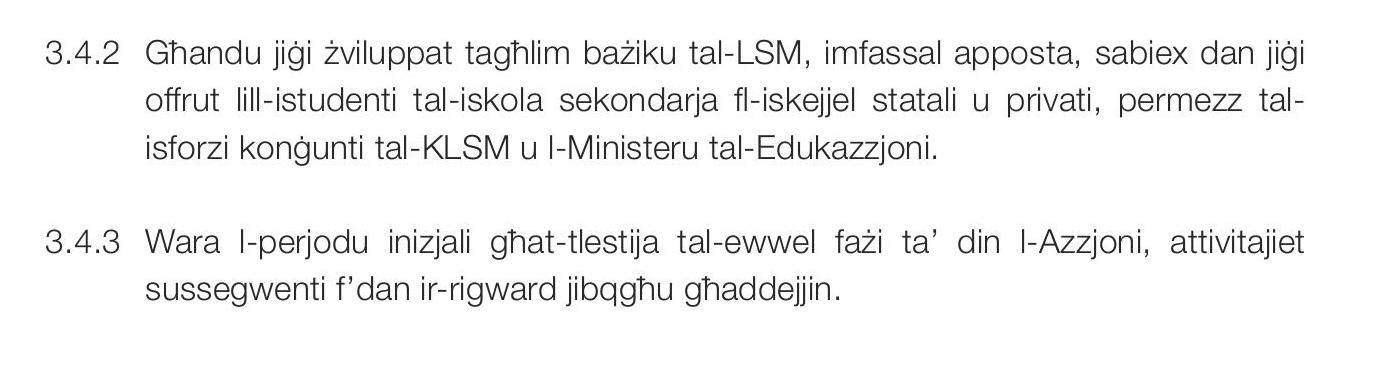 3.4.2 Għandu jiġi żviluppat tagħlim bażiku tal-LSM, imfassal apposta, sabiex dan jiġi
offrut lill-istudenti tal-iskola sekondarja fl-iskejjel statali u privati, permezz tal-
isforzi konġunti tal-KLSM u l-Ministeru tal-Edukazzjoni.
3.4.3 Wara l-perjodu inizjali għat-tlestija tal-ewwel fażi ta’ din l-Azzjoni, attivitajiet
sussegwenti f’dan ir-rigward jibqgħu għaddejjin.